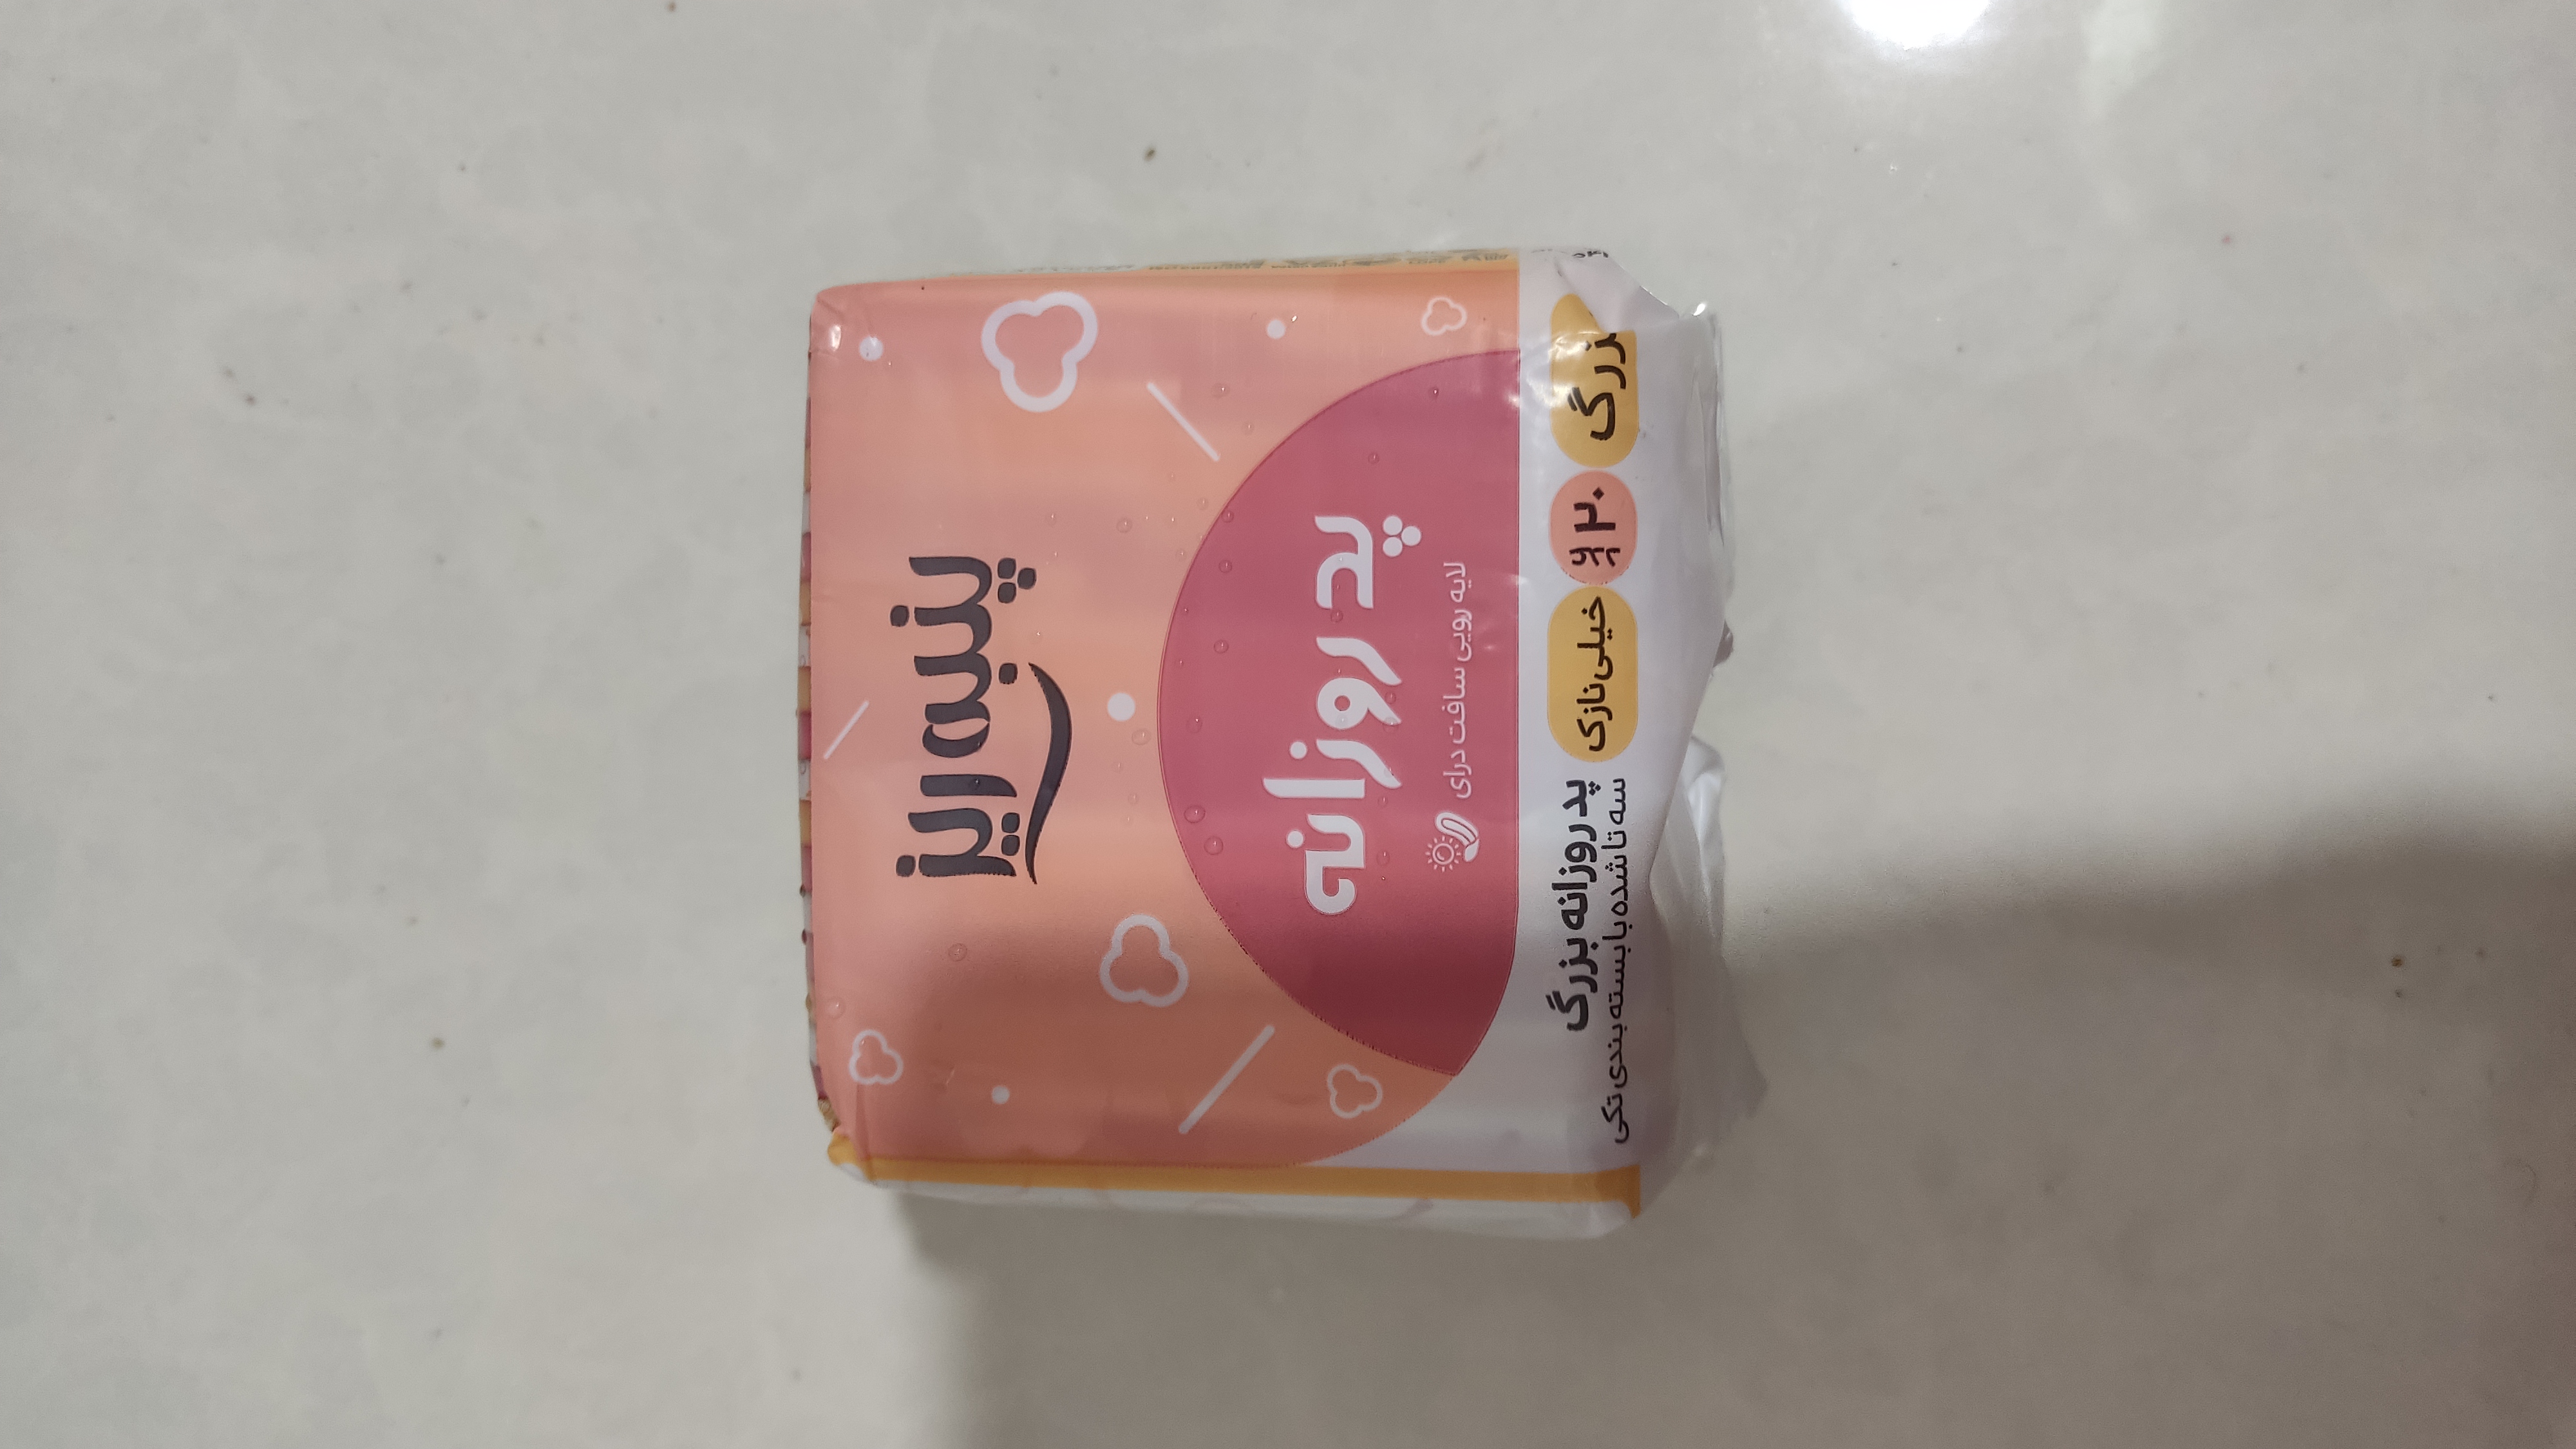 پنبه ریز
پد روزانه
لایه رویی سافت درای
بزرگ
۲۰ پد
خیلی نازک
پد روزانه بزرگ
سه تا شده با بسته بندی تکی